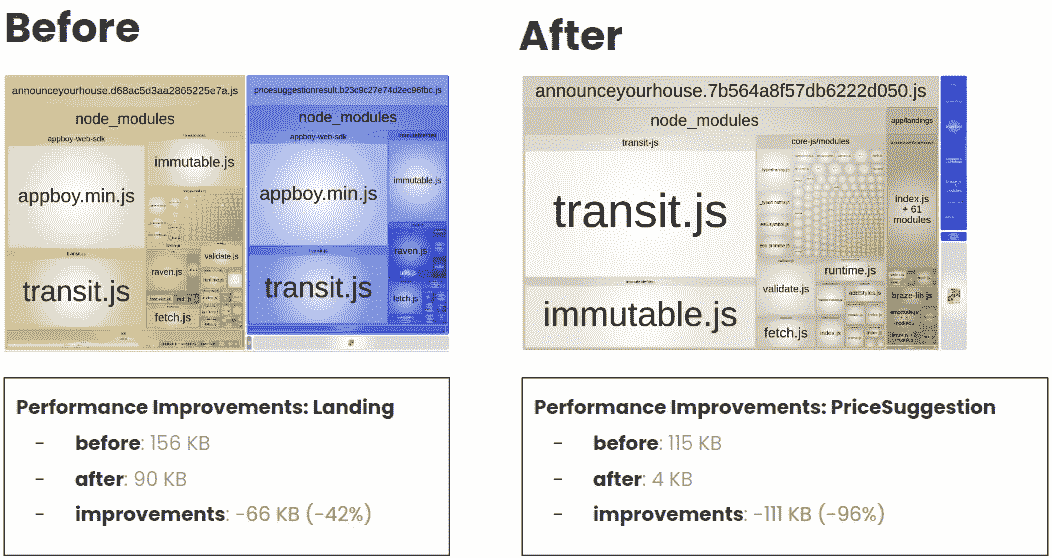 Before
After
announceyourhouse.d68ac5d3aa2865225e7a.js
pricesuggestionresult.b23c9c27e74d2ec96fbc.js
node_modules
node_modules
appboy-web-sdk
appboy.min.js
immutable.js
transit.js
raven.js
validate.js
fetch.js
appboy-web-sdk
appboy.min.js
immutable.js
transit.js
raven.js
fetch.js
announceyourhouse.7b564a8f57db6222d050.js
node_modules
app/landings
transit-js
core-js/modules
transit.js
index.js
+ 61
modules
immutable.js
validate.js
runtime.js
fetch.js
index.js
braze-lib.js
Performance Improvements: Landing
- before: 156 KB
- after: 90 KB
- improvements: -66 KB (-42%)
Performance Improvements: PriceSuggestion
- before: 115 KB
- after: 4 KB
- improvements: -111 KB (-96%)